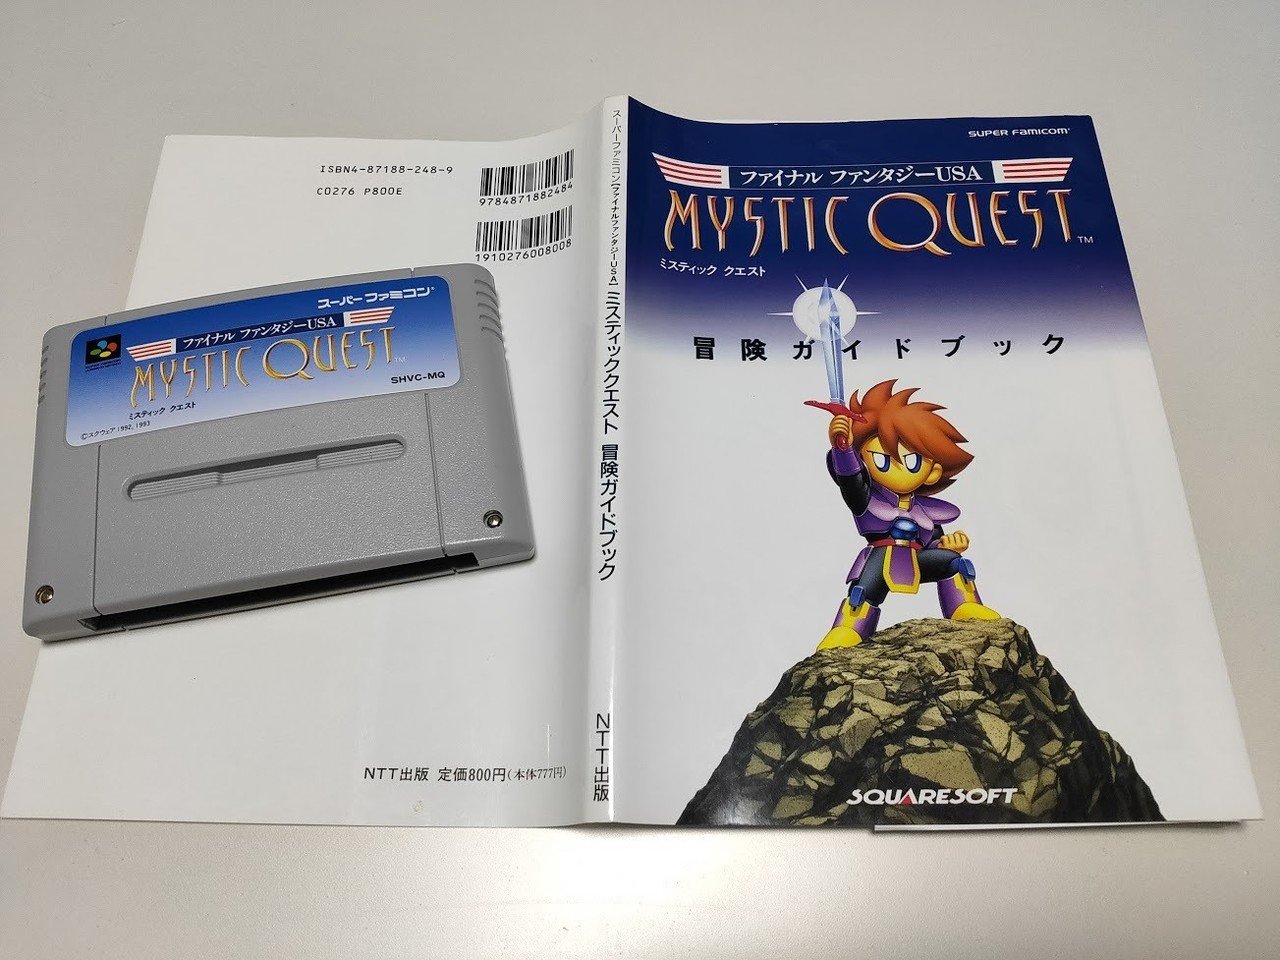 ISBN4-87188-248-9
C0276 P800E
9784871882484
1910276008008
NTT出版 定価800円(本体777円)
スーパーファミコン®
ファイナル ファンタジーUSA
MYSTIC QUEST™
ミスティック クエスト
SHVC-MQ
©スクウェア 1992, 1993
スーパーファミコン【ファイナルファンタジーUSA】ミスティッククエスト 冒険ガイドブック
NTT出版
SUPER FAMICOM®
ファイナル ファンタジーUSA
MYSTIC QUEST™
ミスティック クエスト
冒険ガイドブック
SQUARESOFT